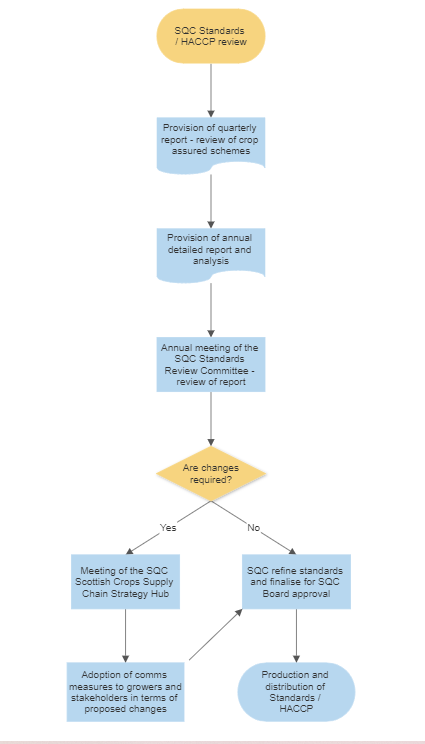 SQC Standards
/ HACCP review
Provision of quarterly
report - review of crop
assured schemes
Provision of annual
detailed report and
analysis
Annual meeting of the
SQC Standards
Review Committee -
review of report
Are changes
required?
Yes
No
Meeting of the SQC
Scottish Crops Supply
Chain Strategy Hub
SQC refine standards
and finalise for SQC
Board approval
Adoption of comms
measures to growers and
stakeholders in terms of
proposed changes
Production and
distribution of
Standards /
HACCP